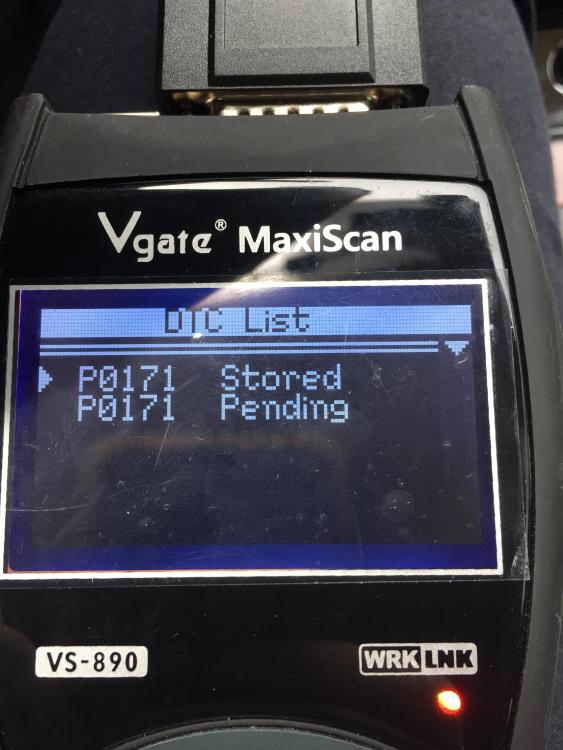 Vgate® MaxiScan
DTC List
P0171 Stored
P0171 Pending
VS-890 WRK LNK